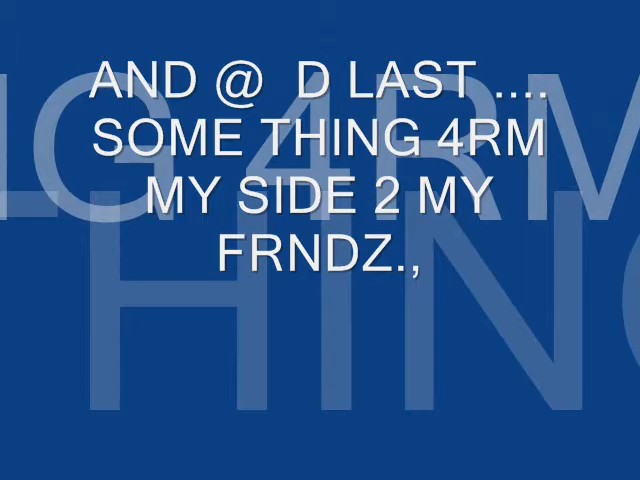 AND @ D LAST ....
SOME THING 4RM
MY SIDE 2 MY
FRNDZ.,